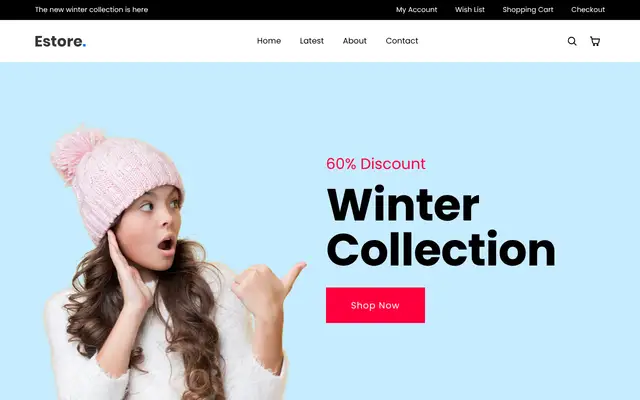 The new winter collection is here
My Account Wish List Shopping Cart Checkout
Estore.
Home Latest About Contact
60% Discount
Winter
Collection
Shop Now